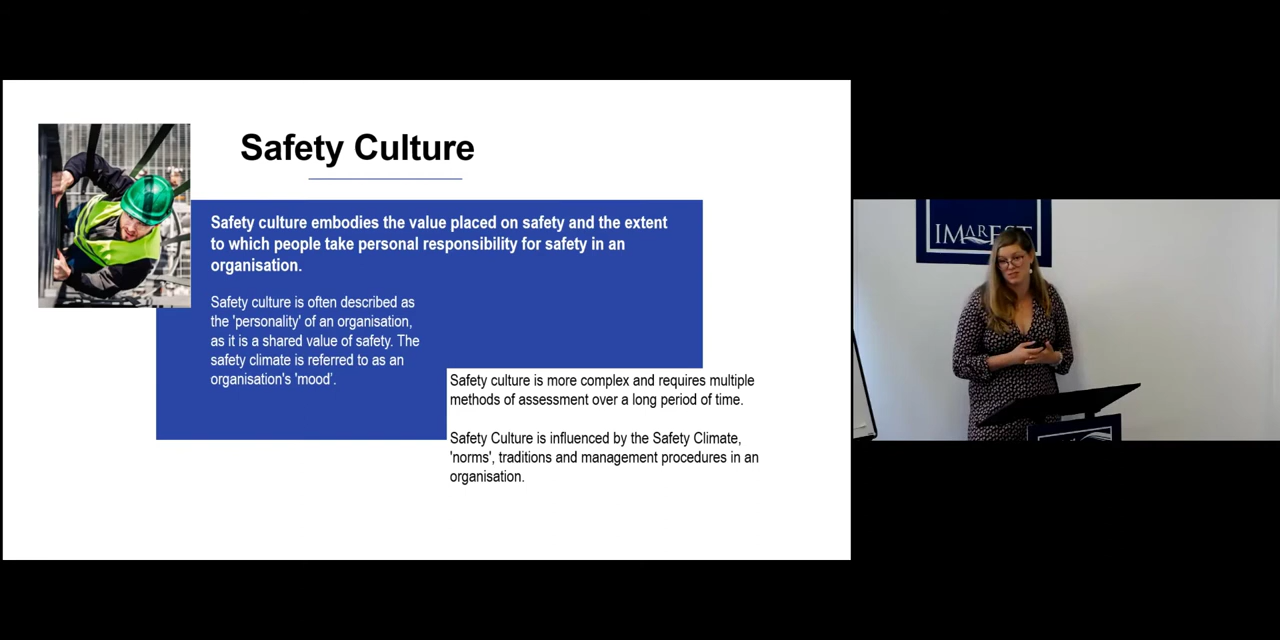 Safety Culture
Safety culture embodies the value placed on safety and the extent
to which people take personal responsibility for safety in an
organisation.
Safety culture is often described as
the 'personality' of an organisation,
as it is a shared value of safety. The
safety climate is referred to as an
organisation's 'mood'.
Safety culture is more complex and requires multiple
methods of assessment over a long period of time.
Safety Culture is influenced by the Safety Climate,
'norms', traditions and management procedures in an
organisation.
IMarEST